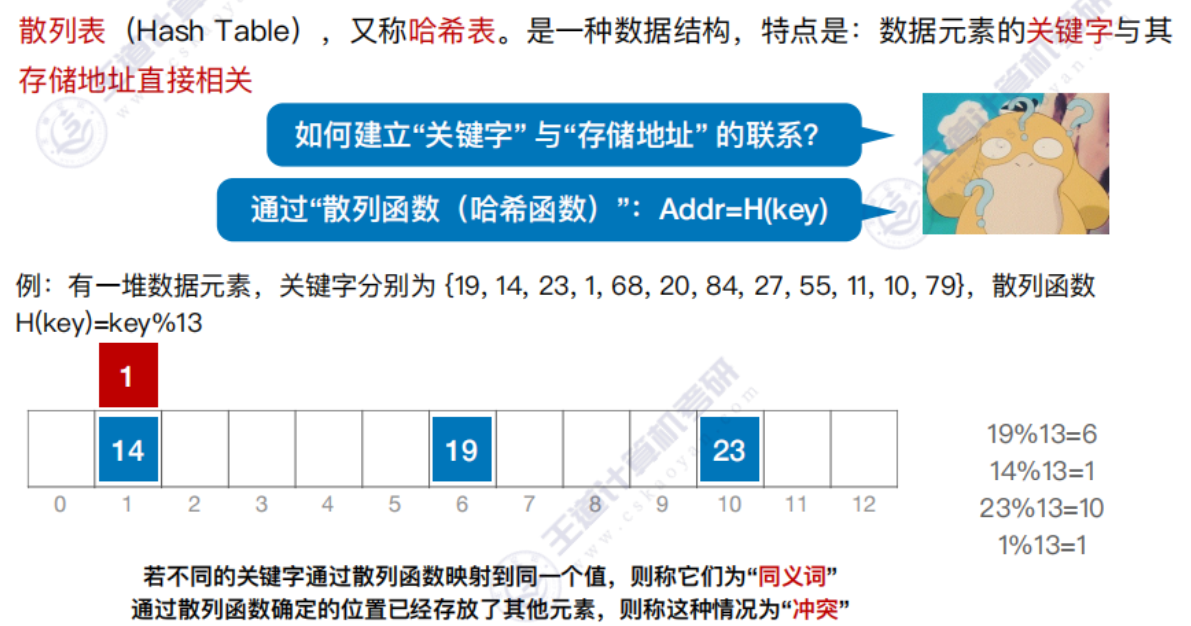 散列表（Hash Table），又称哈希表。是一种数据结构，特点是：数据元素的关键字与其
存储地址直接相关
如何建立“关键字”与“存储地址”的联系？
通过“散列函数（哈希函数）”：Addr=H(key)
例：有一堆数据元素，关键字分别为 {19, 14, 23, 1, 68, 20, 84, 27, 55, 11, 10, 79}，散列函数
H(key)=key%13
1
14 19 23
0 1 2 3 4 5 6 7 8 9 10 11 12
19%13=6
14%13=1
23%13=10
1%13=1
若不同的关键字通过散列函数映射到同一个值，则称它们为“同义词”
通过散列函数确定的位置已经存放了其他元素，则称这种情况为“冲突”
王道计算机考研
www.cskaoyan.com